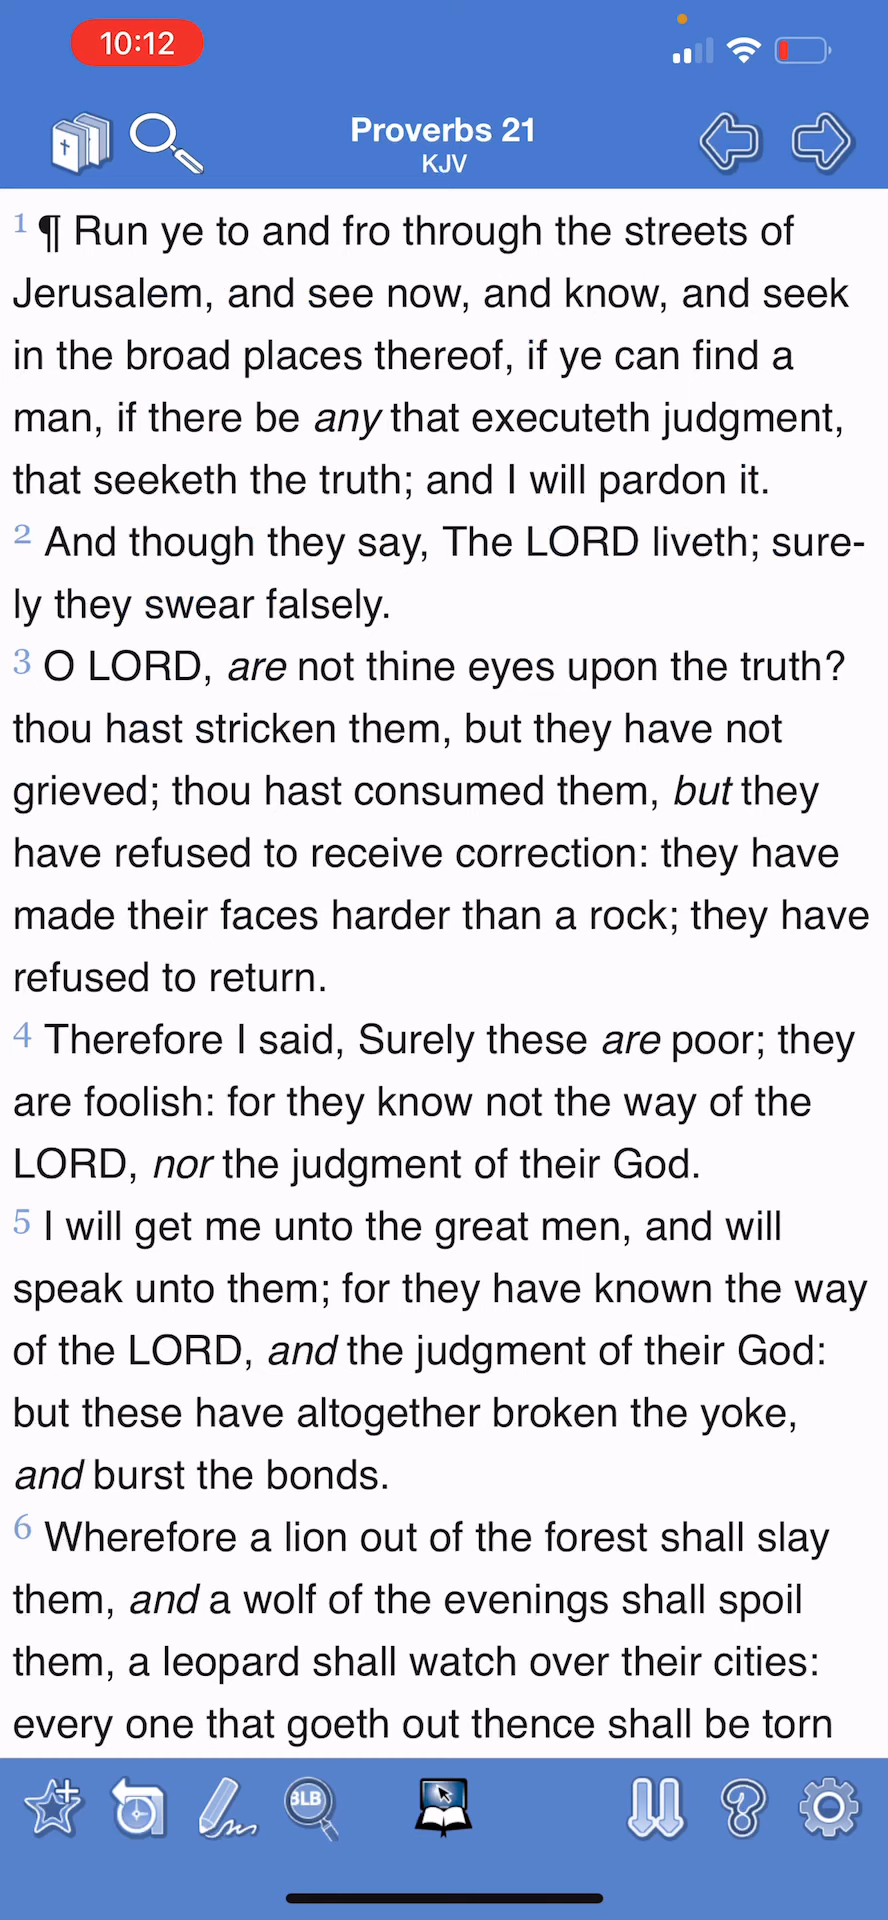 10:12
Proverbs 21
KJV
1 ¶ Run ye to and fro through the streets of
Jerusalem, and see now, and know, and seek
in the broad places thereof, if ye can find a
man, if there be any that executeth judgment,
that seeketh the truth; and I will pardon it.
2 And though they say, The LORD liveth; sure-
ly they swear falsely.
3 O LORD, are not thine eyes upon the truth?
thou hast stricken them, but they have not
grieved; thou hast consumed them, but they
have refused to receive correction: they have
made their faces harder than a rock; they have
refused to return.
4 Therefore I said, Surely these are poor; they
are foolish: for they know not the way of the
LORD, nor the judgment of their God.
5 I will get me unto the great men, and will
speak unto them; for they have known the way
of the LORD, and the judgment of their God:
but these have altogether broken the yoke,
and burst the bonds.
6 Wherefore a lion out of the forest shall slay
them, and a wolf of the evenings shall spoil
them, a leopard shall watch over their cities:
every one that goeth out thence shall be torn
BLB